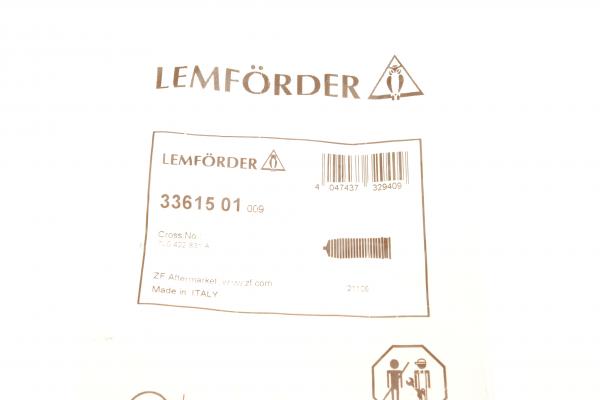 LEMFÖRDER
LEMFÖRDER
4 047437 329409
33615 01 009
Cross No.:
ZF Aftermarket, www.zf.com
Made in ITALY
21106